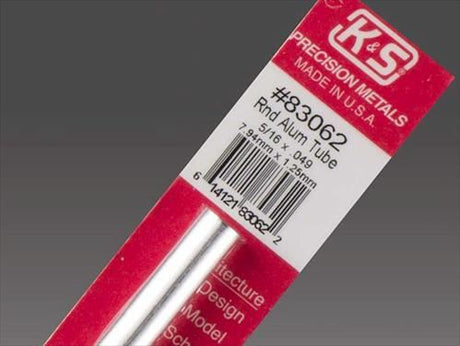 K&S
PRECISION METALS
MADE IN U.S.A.
#83062
Rnd Alum Tube
5/16 x .049
7.94mm x 1.25mm
6 14121 83062 2
itecture
Design
Model
Sch